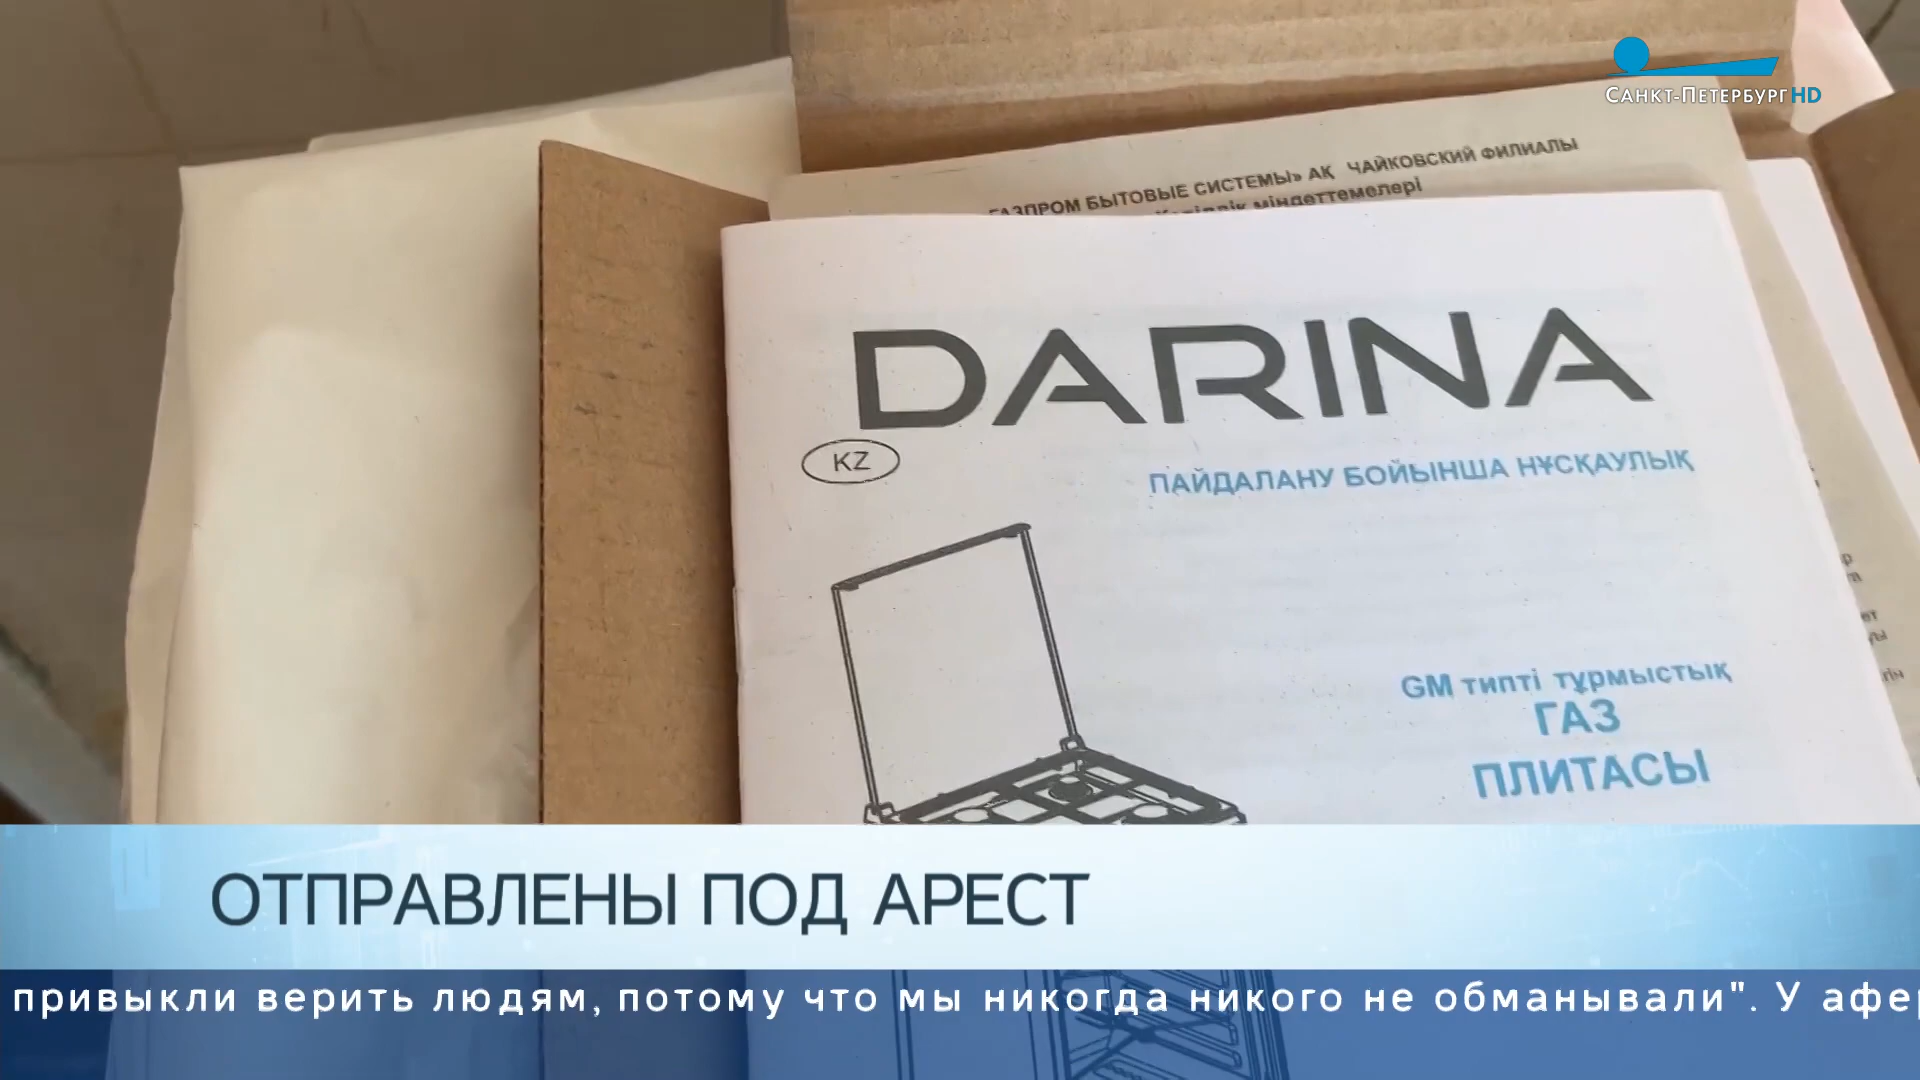 САНКТ-ПЕТЕРБУРГ HD
ГАЗПРОМ БЫТОВЫЕ СИСТЕМЫ» АҚ ЧАЙКОВСКИЙ ФИЛИАЛЫ
міндеттемелері
DARINA
KZ
ПАЙДАЛАНУ БОЙЫНША НҰСҚАУЛЫҚ
GM типті тұрмыстық
ГАЗ
ПЛИТАСЫ
ОТПРАВЛЕНЫ ПОД АРЕСТ
привыкли верить людям, потому что мы никогда никого не обманывали". У афер